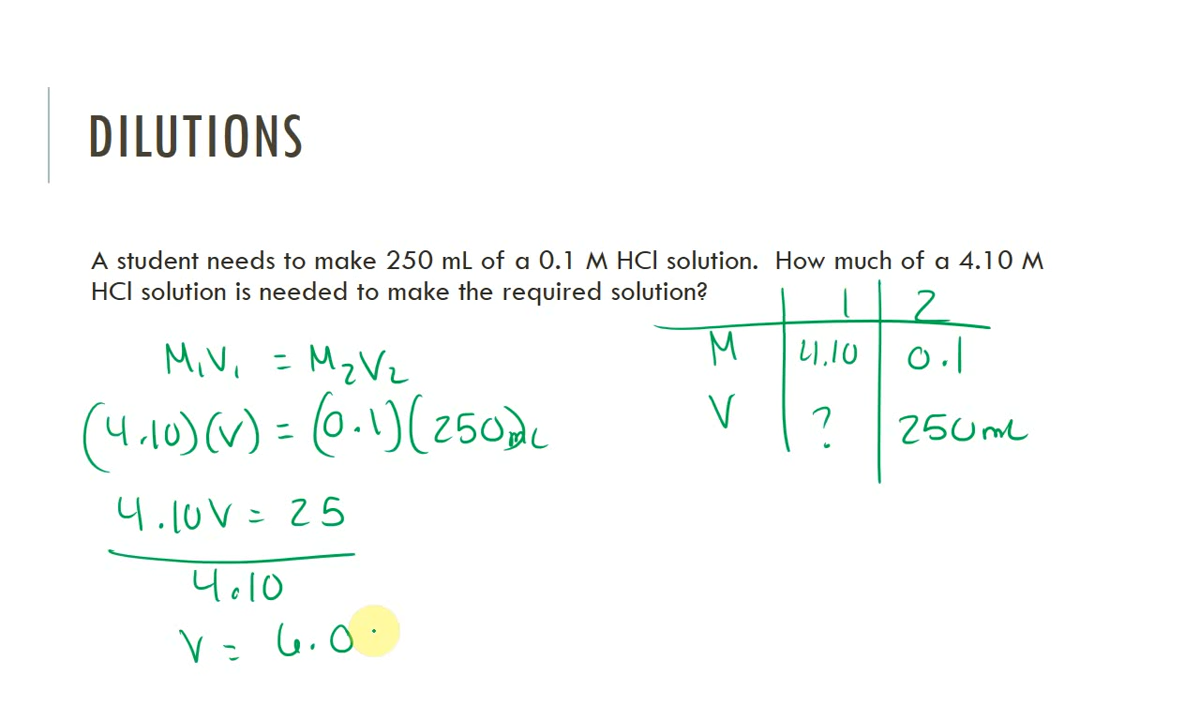 DILUTIONS
A student needs to make 250 mL of a 0.1 M HCl solution. How much of a 4.10 M
HCl solution is needed to make the required solution?
1 2
M 4.10 0.1
V ? 250mL
M₁V₁ = M₂V₂
(4.10)(V) = (0.1)(250mL
4.10V = 25
4.10
V = 6.0